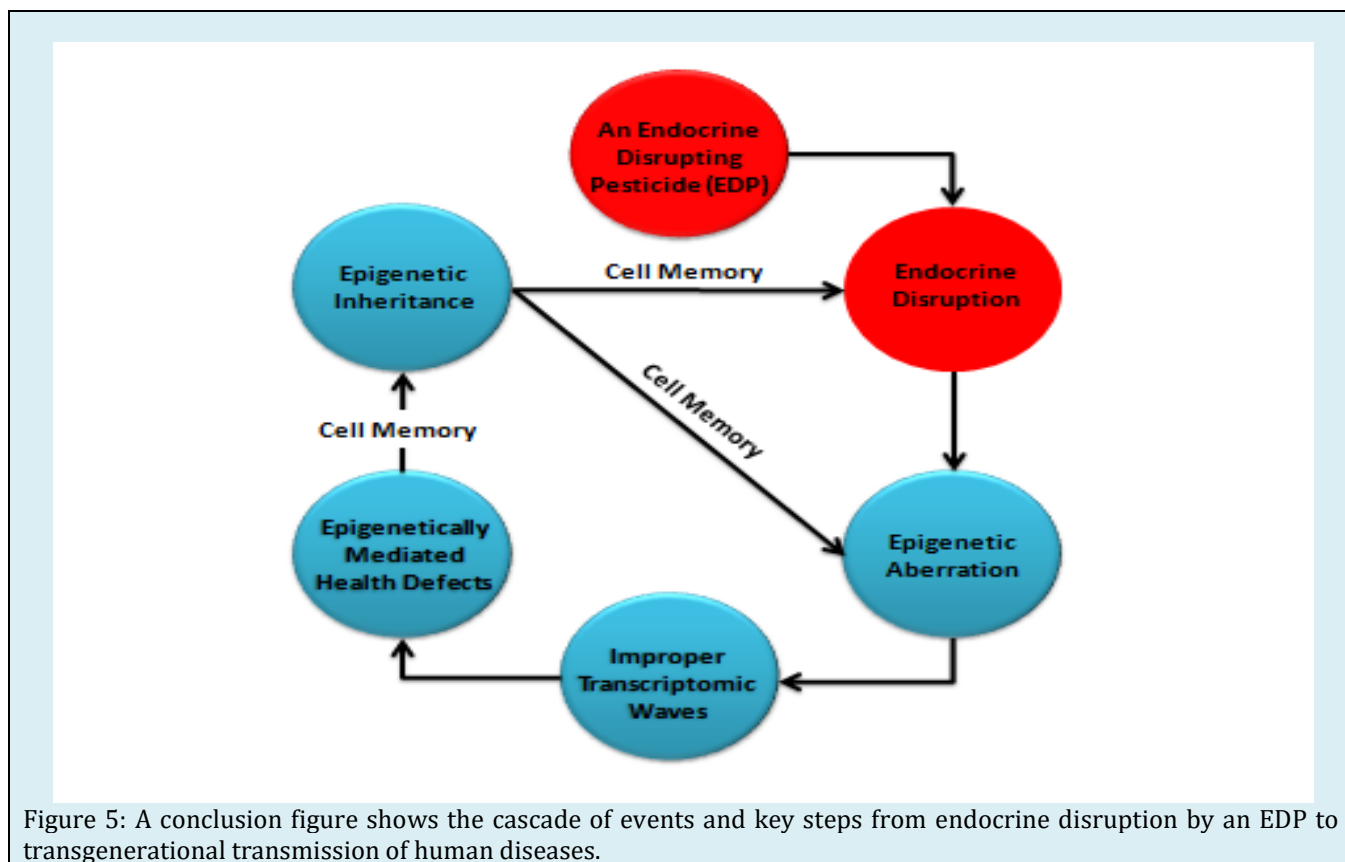 An Endocrine
Disrupting
Pesticide (EDP)
Epigenetic
Inheritance
Cell Memory
Endocrine
Disruption
Cell Memory
Cell Memory
Epigenetically
Mediated
Health Defects
Epigenetic
Aberration
Improper
Transcriptomic
Waves
Figure 5: A conclusion figure shows the cascade of events and key steps from endocrine disruption by an EDP to
transgenerational transmission of human diseases.